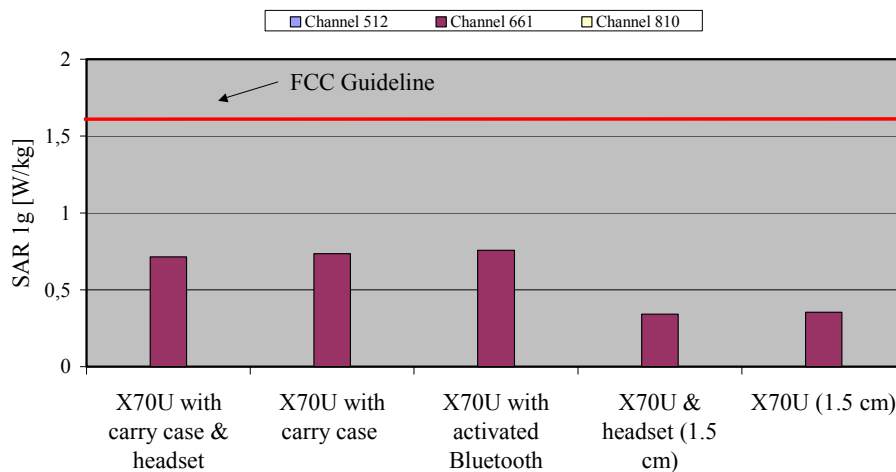 Channel 512 Channel 661 Channel 810
2
FCC Guideline
1,5
1
0,5
0
SAR 1g [W/kg]
X70U with
carry case &
headset
X70U with
carry case
X70U with
activated
Bluetooth
X70U &
headset (1.5
cm)
X70U (1.5 cm)